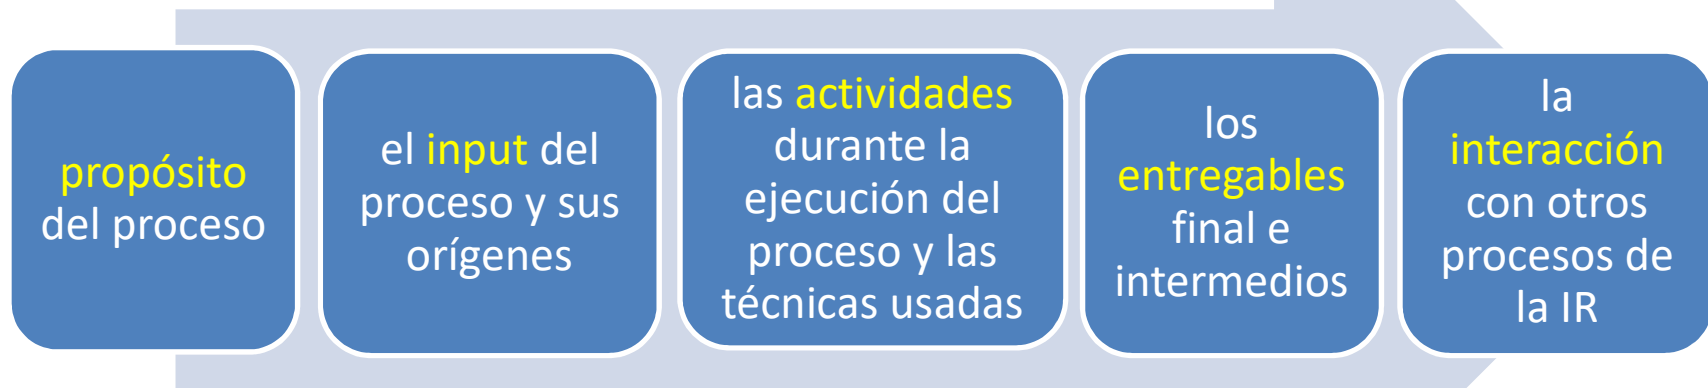 propósito
del proceso
el input del
proceso y sus
orígenes
las actividades
durante la
ejecución del
proceso y las
técnicas usadas
los
entregables
final e
intermedios
la
interacción
con otros
procesos de
la IR